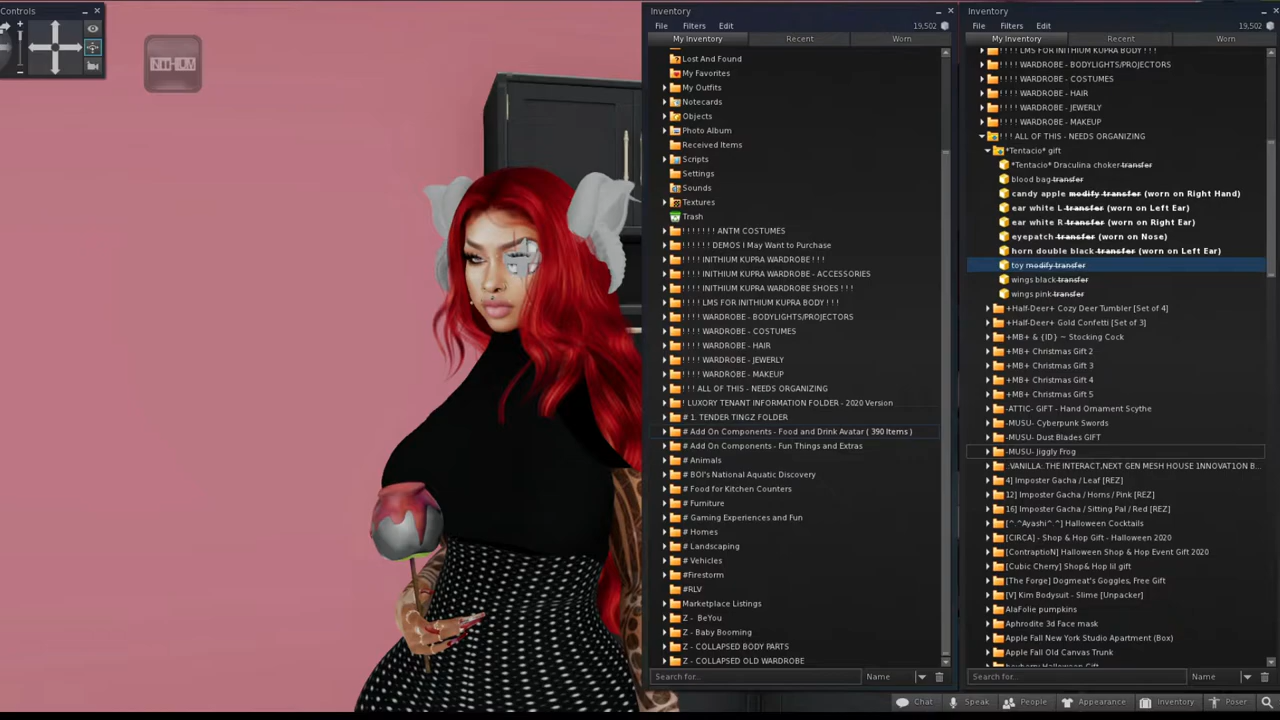 Controls
Inventory
File Filters Edit 19,502
My Inventory Recent Worn
Lost And Found
My Favorites
My Outfits
Notecards
Objects
Photo Album
Received Items
Scripts
Settings
Sounds
Textures
Trash
! ! ! ! ! ! ! ANTM COSTUMES
! ! ! ! ! ! DEMOS I May Want to Purchase
! ! ! ! INITHIUM KUPRA WARDROBE ! ! !
! ! ! ! INITHIUM KUPRA WARDROBE - ACCESSORIES
! ! ! ! INITHIUM KUPRA WARDROBE SHOES ! ! !
! ! ! ! LMS FOR INITHIUM KUPRA BODY ! ! !
! ! ! ! WARDROBE - BODYLIGHTS/PROJECTORS
! ! ! ! WARDROBE - COSTUMES
! ! ! ! WARDROBE - HAIR
! ! ! ! WARDROBE - JEWERLY
! ! ! ! WARDROBE - MAKEUP
! ! ! ALL OF THIS - NEEDS ORGANIZING
! LUXORY TENANT INFORMATION FOLDER - 2020 Version
# 1. TENDER TINGZ FOLDER
# Add On Components - Food and Drink Avatar ( 390 Items )
# Add On Components - Fun Things and Extras
# Animals
# BOI's National Aquatic Discovery
# Food for Kitchen Counters
# Furniture
# Gaming Experiences and Fun
# Homes
# Landscaping
# Vehicles
#Firestorm
#RLV
Marketplace Listings
Z - BeYou
Z - Baby Booming
Z - COLLAPSED BODY PARTS
Z - COLLAPSED OLD WARDROBE
Search for... Name
Inventory
File Filters Edit 19,502
My Inventory Recent Worn
! ! ! ! LMS FOR INITHIUM KUPRA BODY ! ! !
! ! ! ! WARDROBE - BODYLIGHTS/PROJECTORS
! ! ! ! WARDROBE - COSTUMES
! ! ! ! WARDROBE - HAIR
! ! ! ! WARDROBE - JEWERLY
! ! ! ! WARDROBE - MAKEUP
! ! ! ALL OF THIS - NEEDS ORGANIZING
*Tentacio* gift
*Tentacio* Draculina choker transfer
blood bag transfer
candy apple modify transfer (worn on Right Hand)
ear white L transfer (worn on Left Ear)
ear white R transfer (worn on Right Ear)
eyepatch transfer (worn on Nose)
horn double black transfer (worn on Left Ear)
toy modify transfer
wings black transfer
wings pink transfer
+Half-Deer+ Cozy Deer Tumbler [Set of 4]
+Half-Deer+ Gold Confetti [Set of 3]
+MB+ & {ID} ~ Stocking Cock
+MB+ Christmas Gift 2
+MB+ Christmas Gift 3
+MB+ Christmas Gift 4
+MB+ Christmas Gift 5
-ATTIC- GIFT - Hand Ornament Scythe
-MUSU- Cyberpunk Swords
-MUSU- Dust Blades GIFT
-MUSU- Jiggly Frog
:VANILLA: THE INTERACT,NEXT GEN MESH HOUSE 1NNOVAT1ON B...
4] Imposter Gacha / Leaf [REZ]
12] Imposter Gacha / Horns / Pink [REZ]
16] Imposter Gacha / Sitting Pal / Red [REZ]
[^.^Ayashi^.^] Halloween Cocktails
[CIRCA] - Shop & Hop Gift - Halloween 2020
[ContraptioN] Halloween Shop & Hop Event Gift 2020
[Cubic Cherry] Shop& Hop lil gift
[The Forge] Dogmeat's Goggles, Free Gift
[V] Kim Bodysuit - Slime [Unpacker]
AlaFolie pumpkins
Aphrodite 3d Face mask
Apple Fall New York Studio Apartment (Box)
Apple Fall Old Canvas Trunk
Search for... Name
Chat Speak People Appearance Inventory Poser